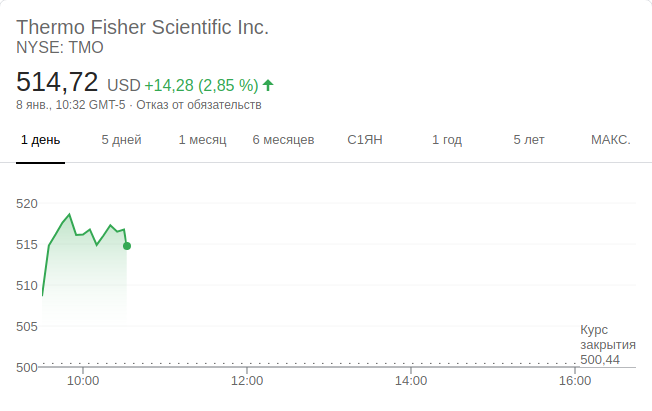 Thermo Fisher Scientific Inc.
NYSE: TMO
514,72 USD +14,28 (2,85 %)
8 янв., 10:32 GMT-5 · Отказ от обязательств
1 день 5 дней 1 месяц 6 месяцев С1ЯН 1 год 5 лет МАКС.
520
515
510
505
Курс
закрытия
500,44
500
10:00 12:00 14:00 16:00